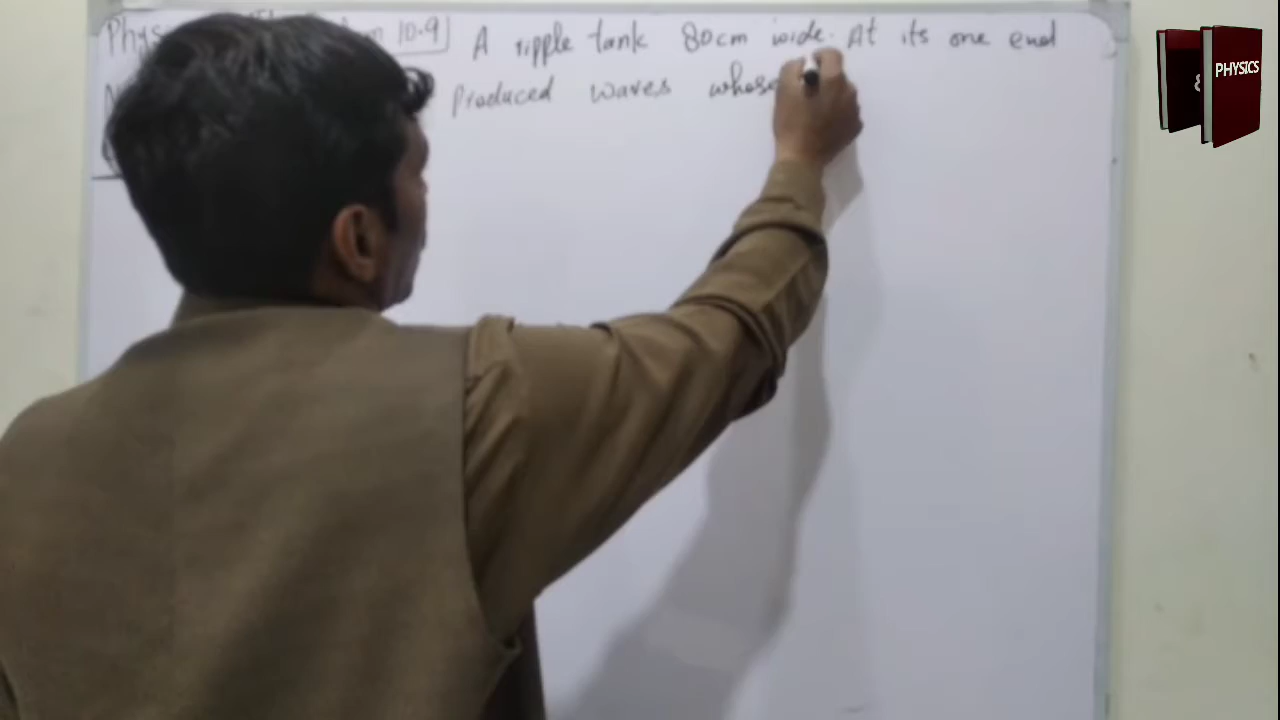 10.9 A ripple tank 80cm wide. At its one end
Produced waves whose
PHYSICS